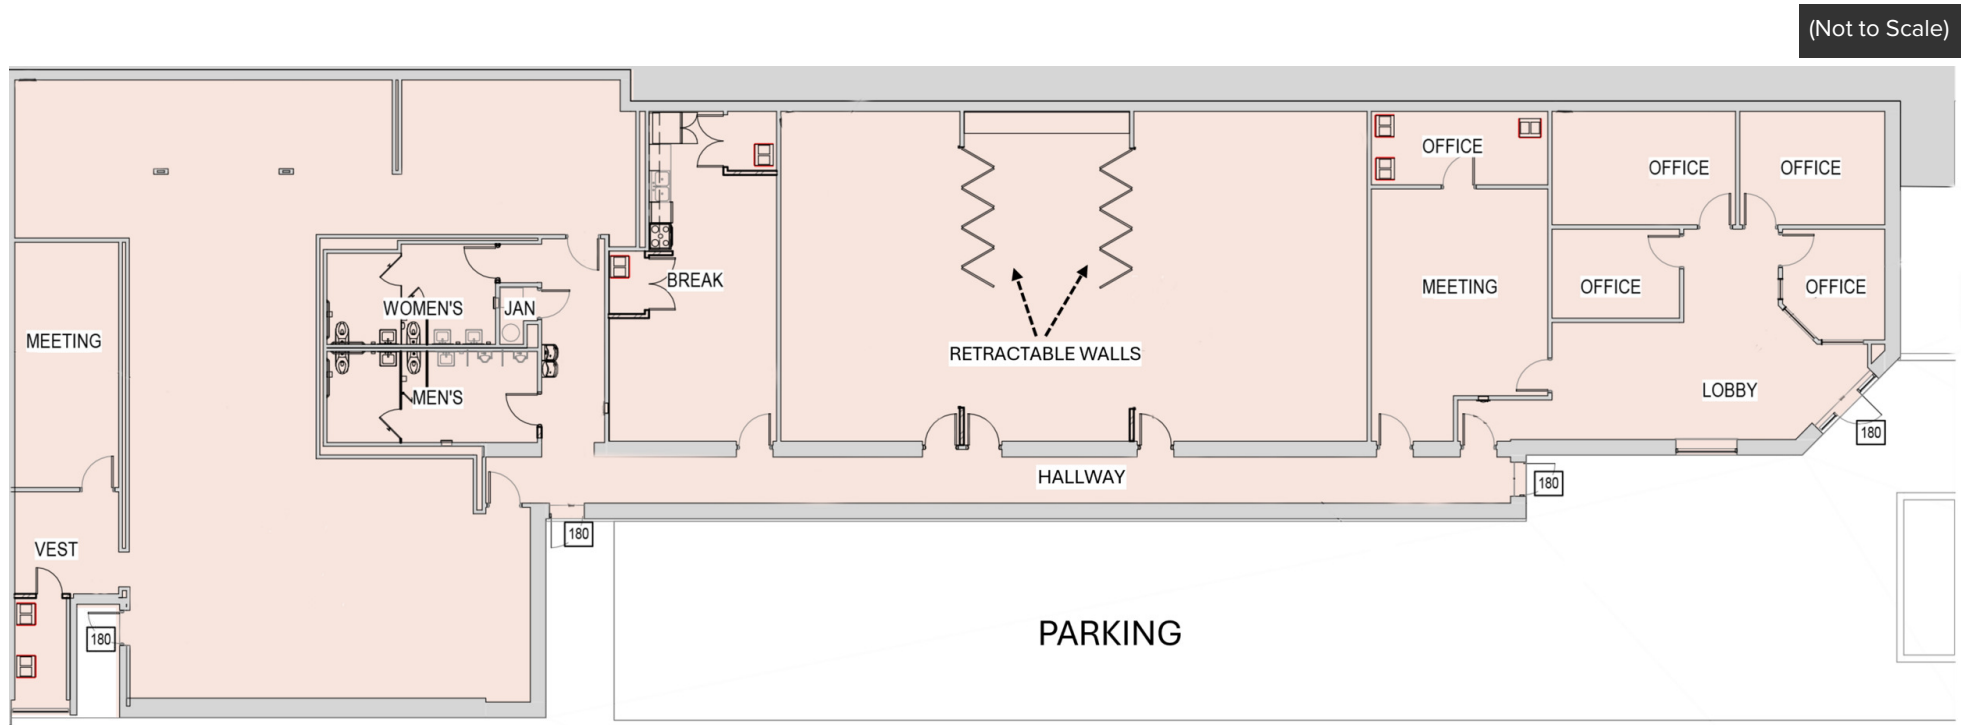 (Not to Scale)
OFFICE
OFFICE
OFFICE
BREAK
MEETING
OFFICE
OFFICE
WOMEN'S
JAN
MEETING
RETRACTABLE WALLS
MEN'S
LOBBY
180
HALLWAY
180
180
VEST
PARKING
180